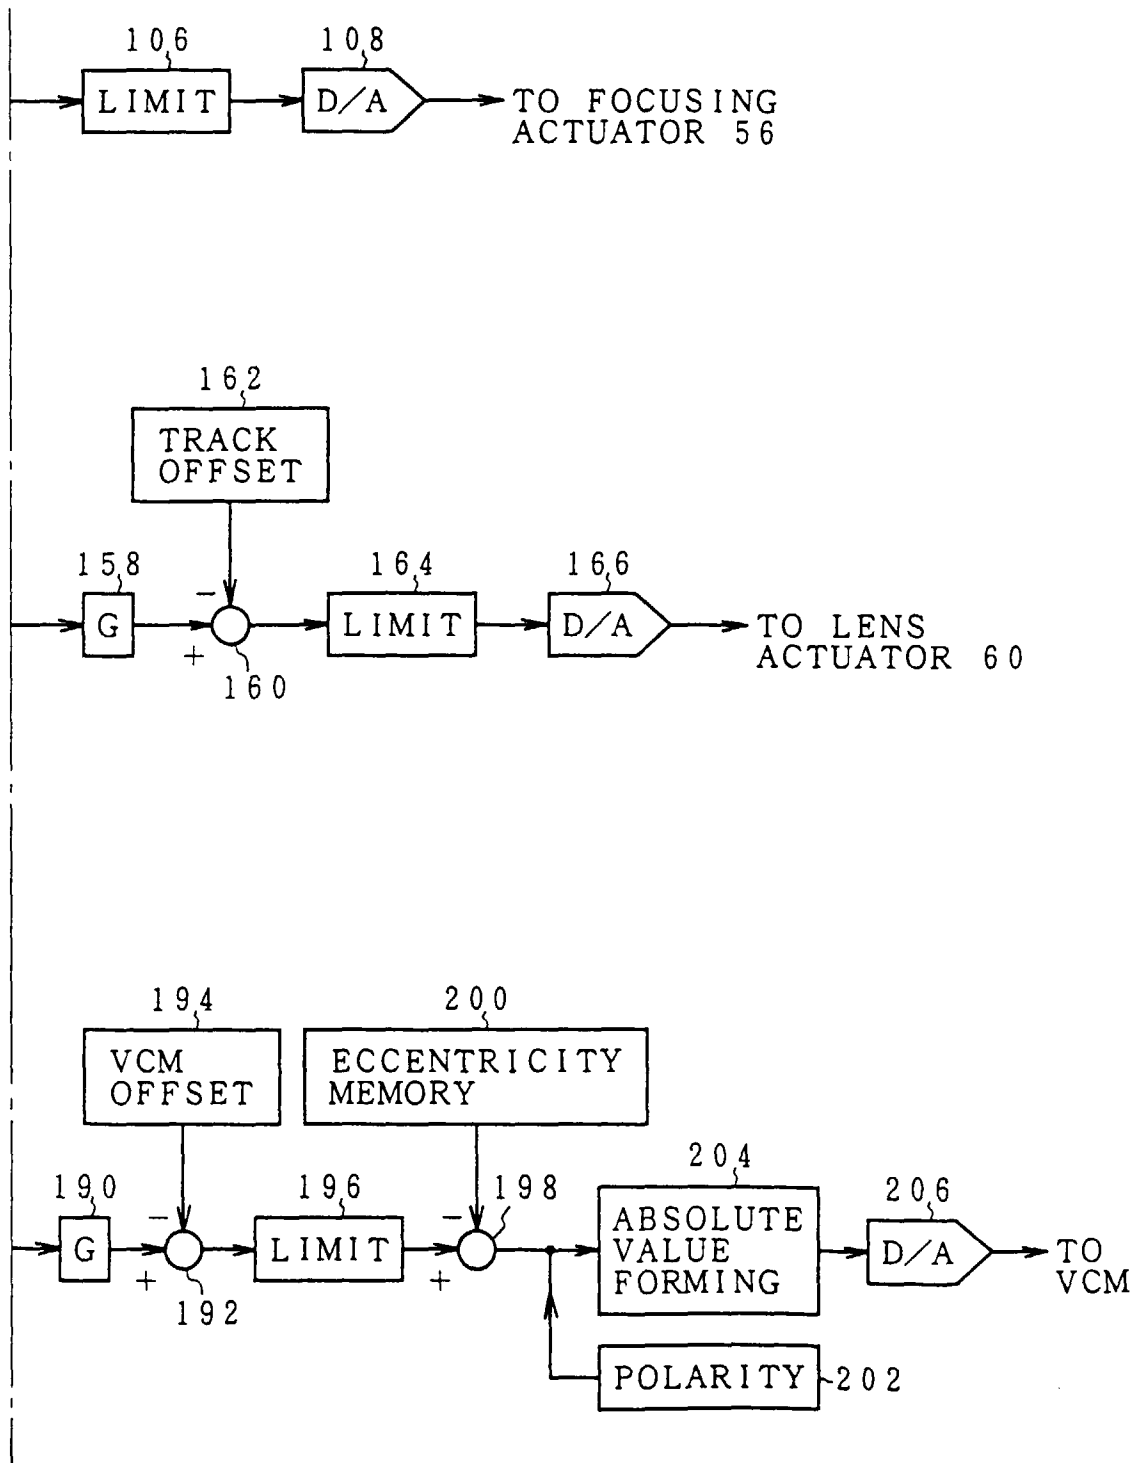 106
108
LIMIT
D/A
TO FOCUSING
ACTUATOR 56
162
TRACK
OFFSET
158
164
166
-
G
LIMIT
D/A
TO LENS
ACTUATOR 60
+
160
194
200
VCM
OFFSET
ECCENTRICITY
MEMORY
190
196
198
204
206
-
-
G
LIMIT
ABSOLUTE
VALUE
FORMING
D/A
TO
VCM
+
+
192
POLARITY
202